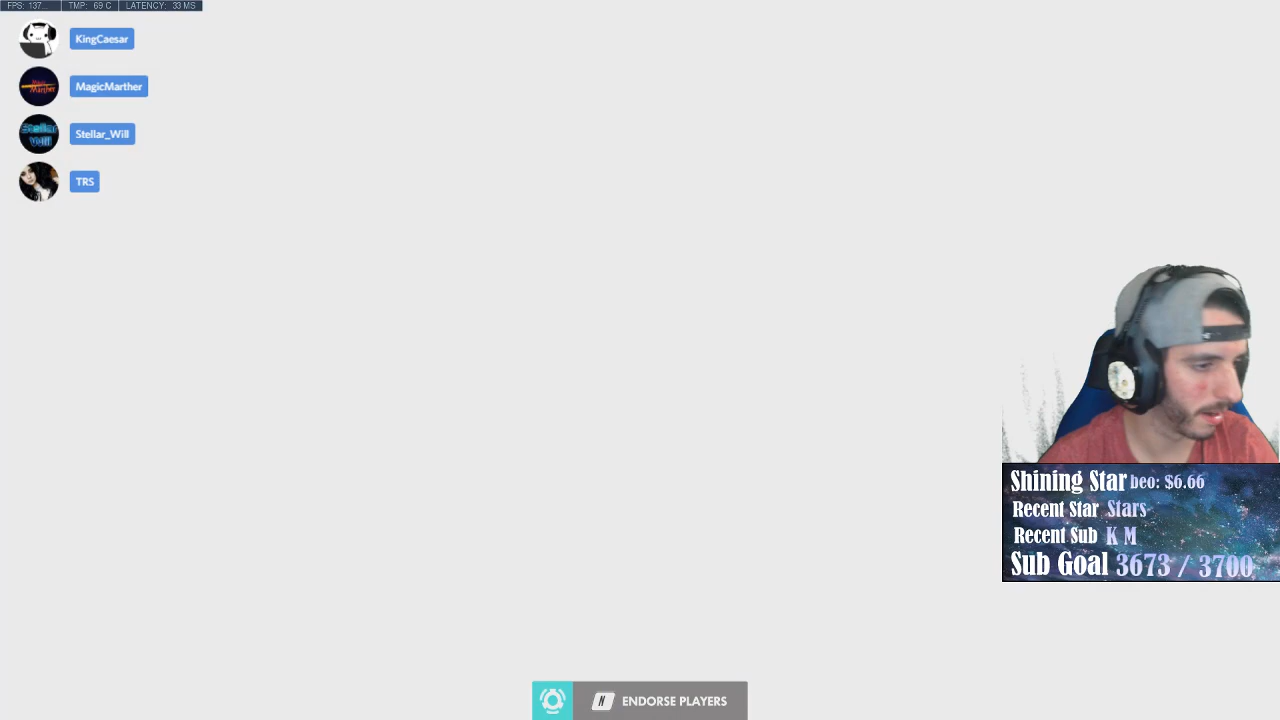 FPS: 137... TMP: 69 C LATENCY: 33 MS
KingCaesar
MagicMarther
Stellar_Will
TRS
Shining Star beo: $6.66
Recent Star Stars
Recent Sub K M
Sub Goal 3673 / 3700
N ENDORSE PLAYERS